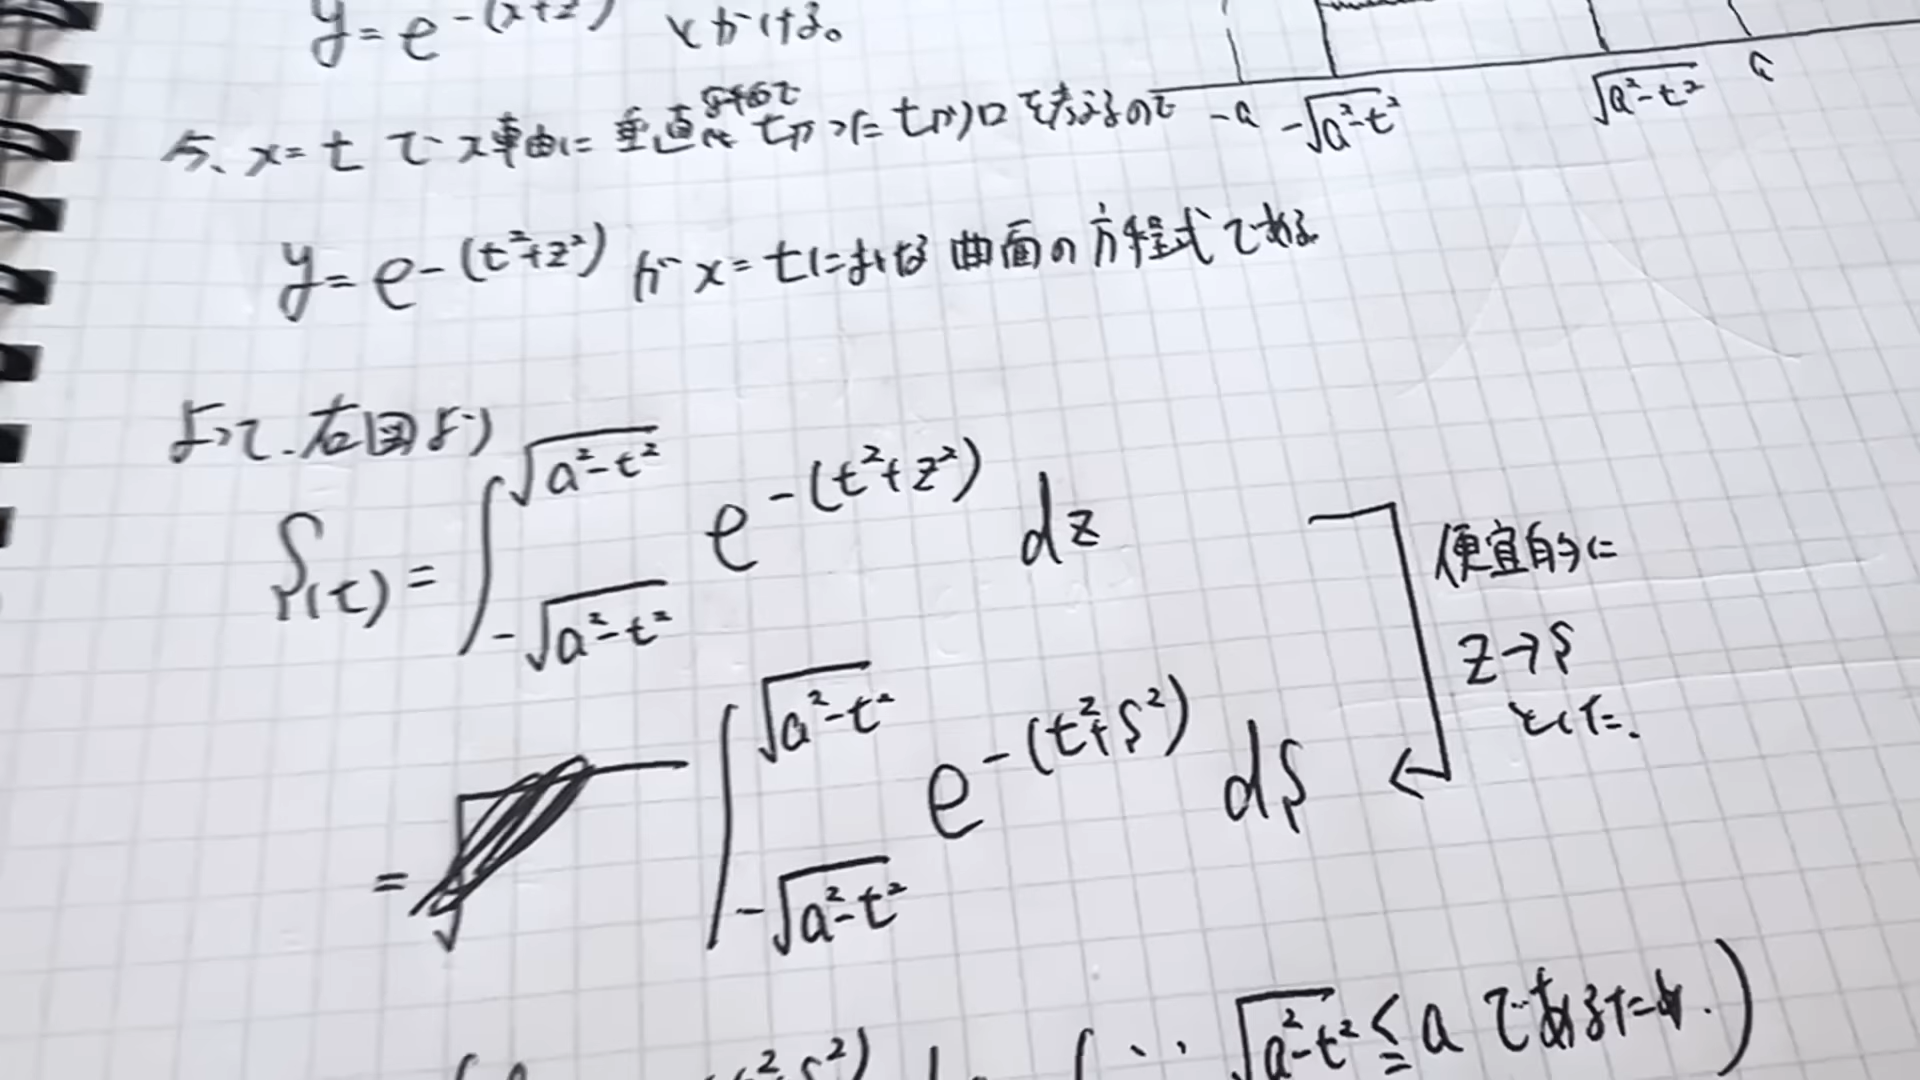 y = e^{-(x+z)} とかける。
-a -√(a²-t²) √(a²-t²) a
今、x=t で x軸に 垂直 な 平面で 切った 切り口 を考えるので
y = e^{-(t²+z²)} が x=t における 曲面の 方程式 である
よって、右図より
S(t) = ∫_{-√(a²-t²)}^{√(a²-t²)} e^{-(t²+z²)} dz
便宜的に
z→s
とした.
= ∫_{-√(a²-t²)}^{√(a²-t²)} e^{-(t²+s²)} ds
(∵ √(a²-t²) ≦ a であるため.)